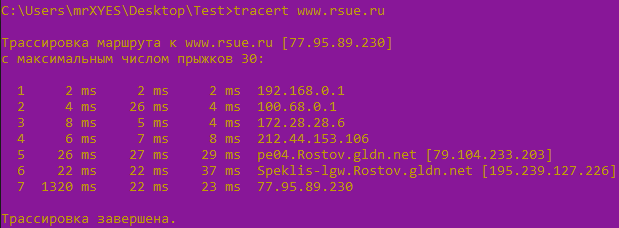 C:\Users\mrXYES\Desktop\Test>tracert www.rsue.ru
Трассировка маршрута к www.rsue.ru [77.95.89.230]
с максимальным числом прыжков 30:
1 2 ms 2 ms 2 ms 192.168.0.1
2 4 ms 26 ms 4 ms 100.68.0.1
3 8 ms 5 ms 4 ms 172.28.28.6
4 6 ms 7 ms 8 ms 212.44.153.106
5 26 ms 27 ms 29 ms pe04.Rostov.gldn.net [79.104.233.203]
6 22 ms 22 ms 37 ms Speklis-lgw.Rostov.gldn.net [195.239.127.226]
7 1320 ms 22 ms 23 ms 77.95.89.230
Трассировка завершена.